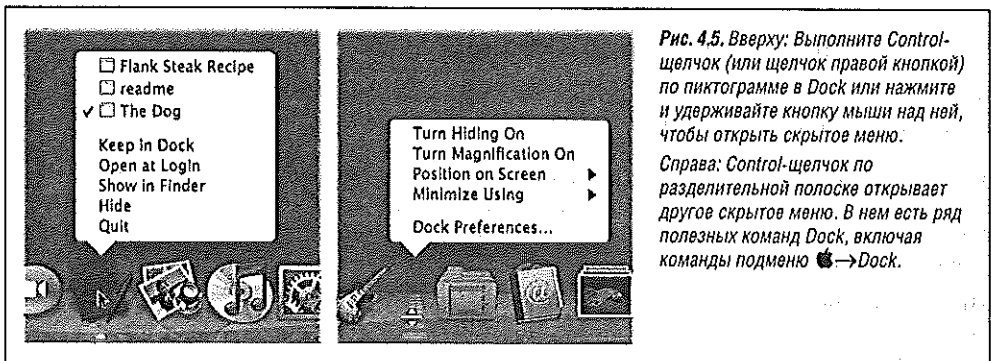 Flank Steak Recipe
readme
✓ The Dog
Keep in Dock
Open at Login
Show in Finder
Hide
Quit
Turn Hiding On
Turn Magnification On
Position on Screen ▶
Minimize Using ▶
Dock Preferences...
Рис. 4.5. Вверху: Выполните Control-
щелчок (или щелчок правой кнопкой)
по пиктограмме в Dock или нажмите
и удерживайте кнопку мыши над ней,
чтобы открыть скрытое меню.
Справа: Control-щелчок по
разделительной полоске открывает
другое скрытое меню. В нем есть ряд
полезных команд Dock, включая
команды подменю →Dock.